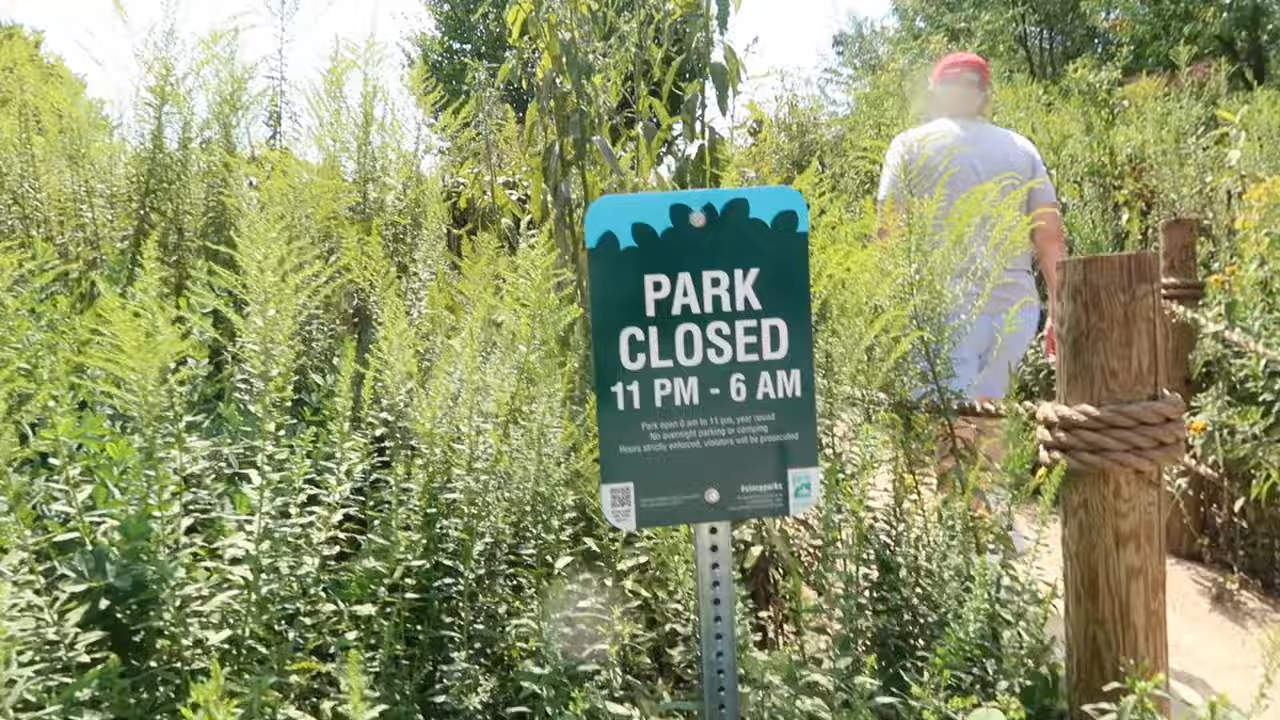 PARK
CLOSED
11 PM - 6 AM
Park open 6 am to 11 pm, year round
No overnight parking or camping
Hours strictly enforced, violators will be prosecuted